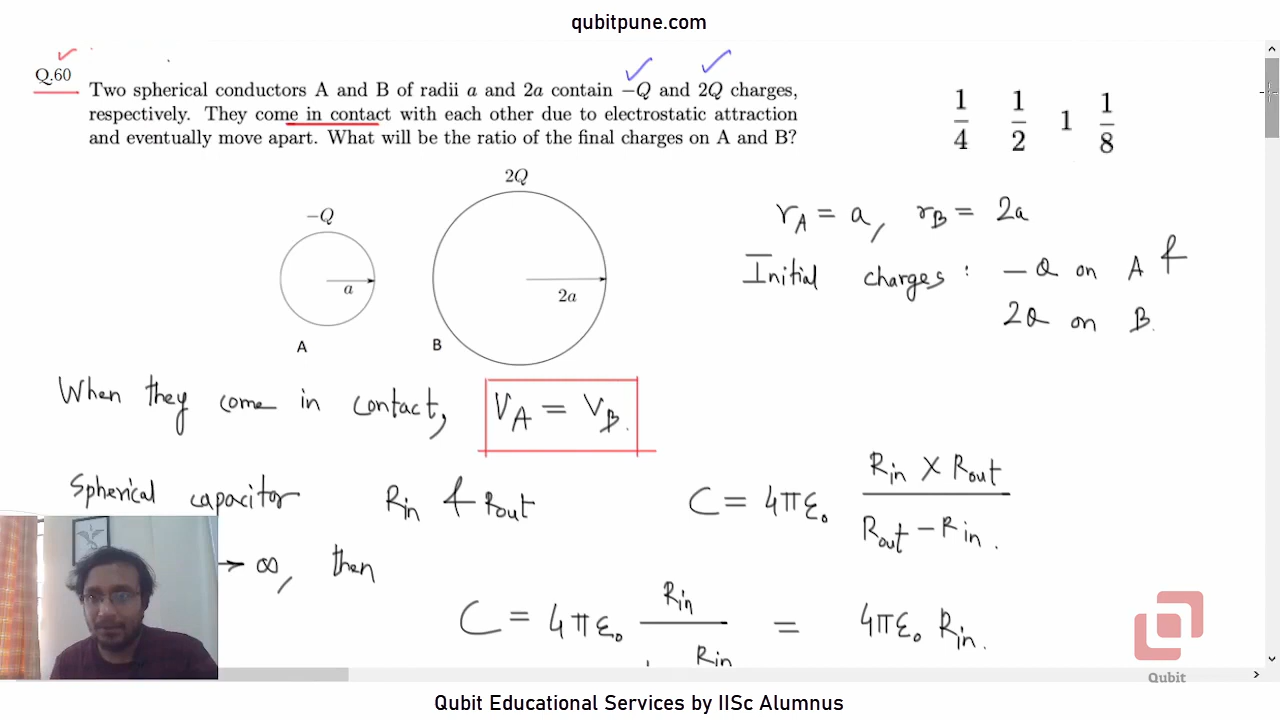 qubitpune.com
Q.60
Two spherical conductors A and B of radii a and 2a contain −Q and 2Q charges,
respectively. They come in contact with each other due to electrostatic attraction
and eventually move apart. What will be the ratio of the final charges on A and B?
1/4 1/2 1 1/8
−Q
2Q
a
2a
A
B
r_A = a, r_B = 2a
Initial charges : −Q on A &
2Q on B.
When they come in contact, V_A = V_B.
Spherical capacitor R_in & R_out
C = 4πε₀ (R_in × R_out)/(R_out − R_in).
→ ∞, then
C = 4πε₀ R_in/ R_in = 4πε₀ R_in.
Qubit
Qubit Educational Services by IISc Alumnus